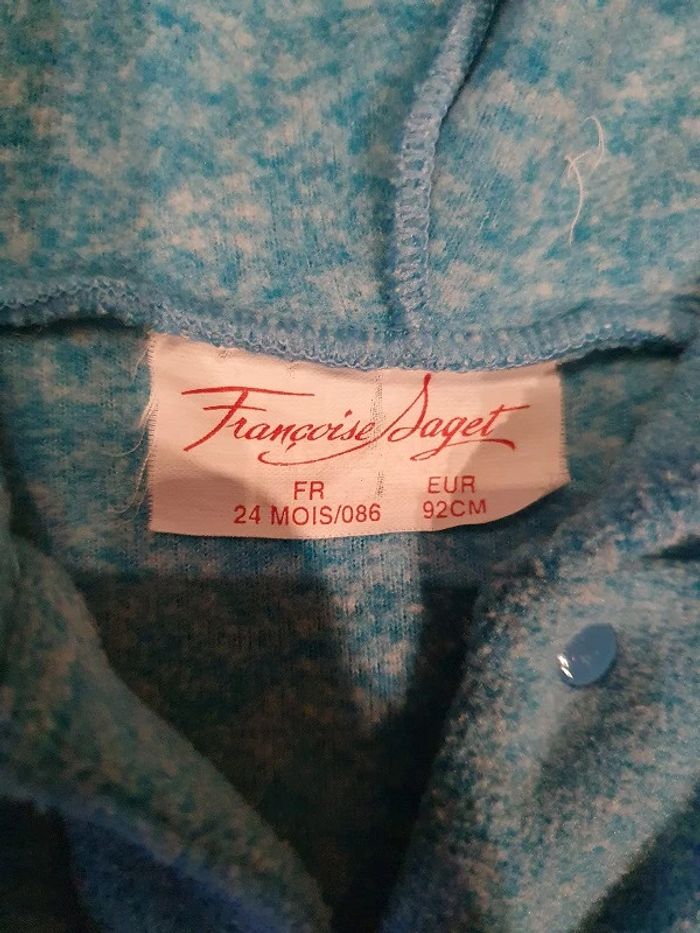 Françoise Saget
FR EUR
24 MOIS/086 92CM